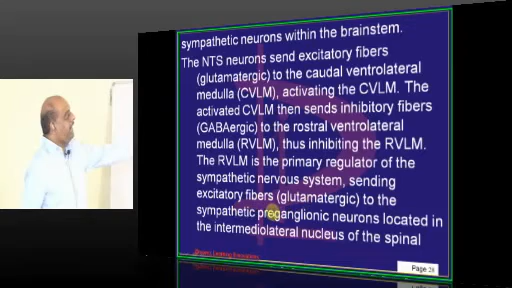 sympathetic neurons within the brainstem.
The NTS neurons send excitatory fibers
(glutamatergic) to the caudal ventrolateral
medulla (CVLM), activating the CVLM. The
activated CVLM then sends inhibitory fibers
(GABAergic) to the rostral ventrolateral
medulla (RVLM), thus inhibiting the RVLM.
The RVLM is the primary regulator of the
sympathetic nervous system, sending
excitatory fibers (glutamatergic) to the
sympathetic preganglionic neurons located in
the intermediolateral nucleus of the spinal
Page 28